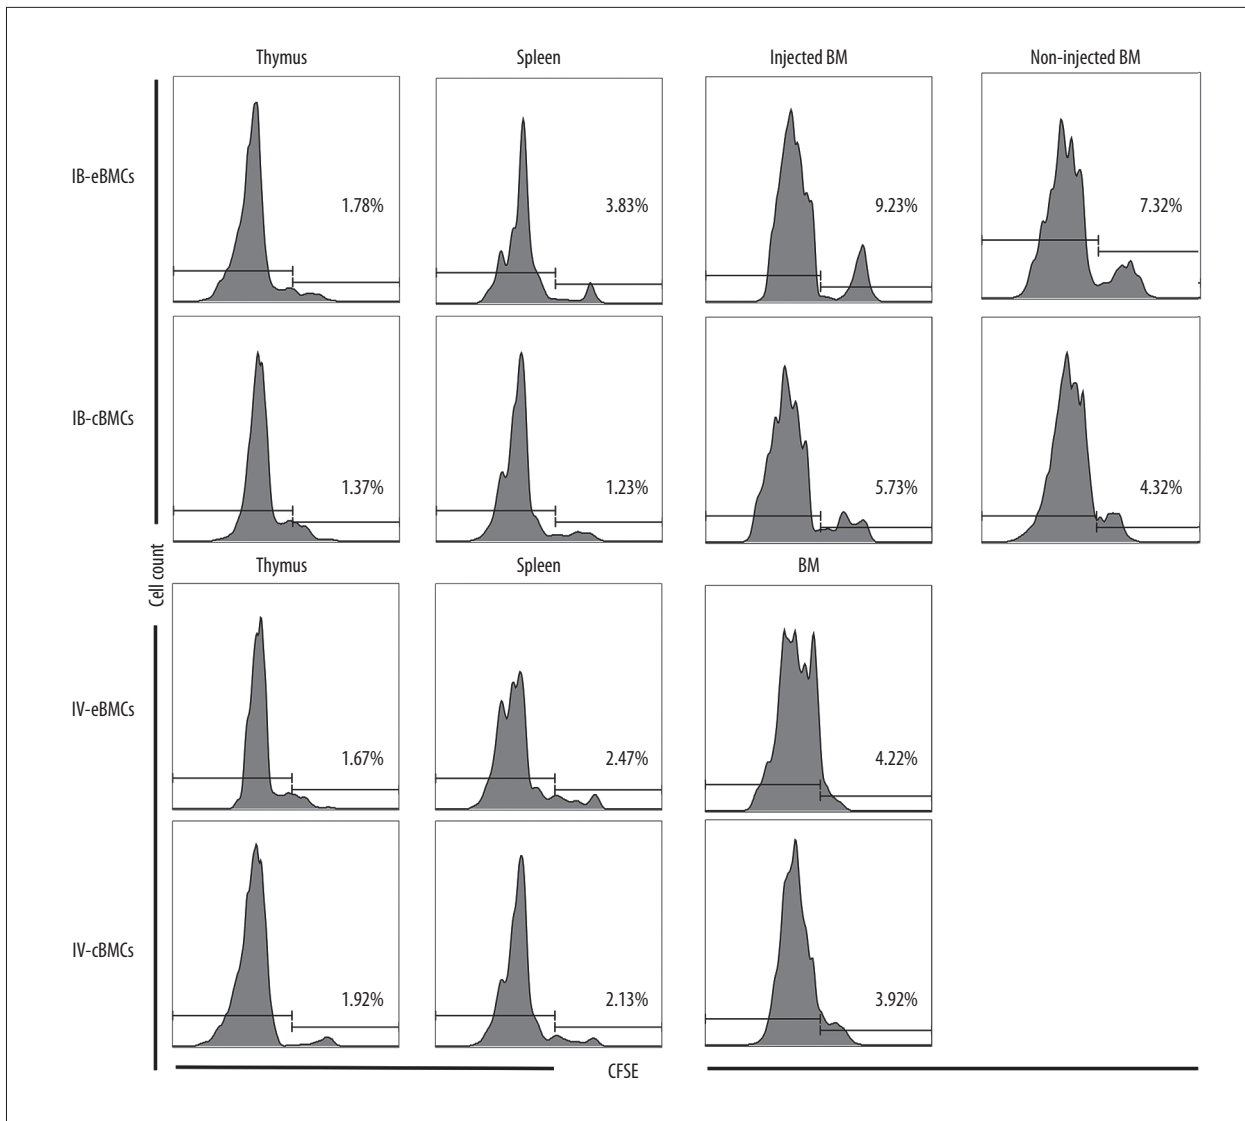 Thymus Spleen Injected BM Non-injected BM
IB-eBMCs 1.78% 3.83% 9.23% 7.32%
IB-cBMCs 1.37% 1.23% 5.73% 4.32%
Cell count
Thymus Spleen BM
IV-eBMCs 1.67% 2.47% 4.22%
IV-cBMCs 1.92% 2.13% 3.92%
CFSE